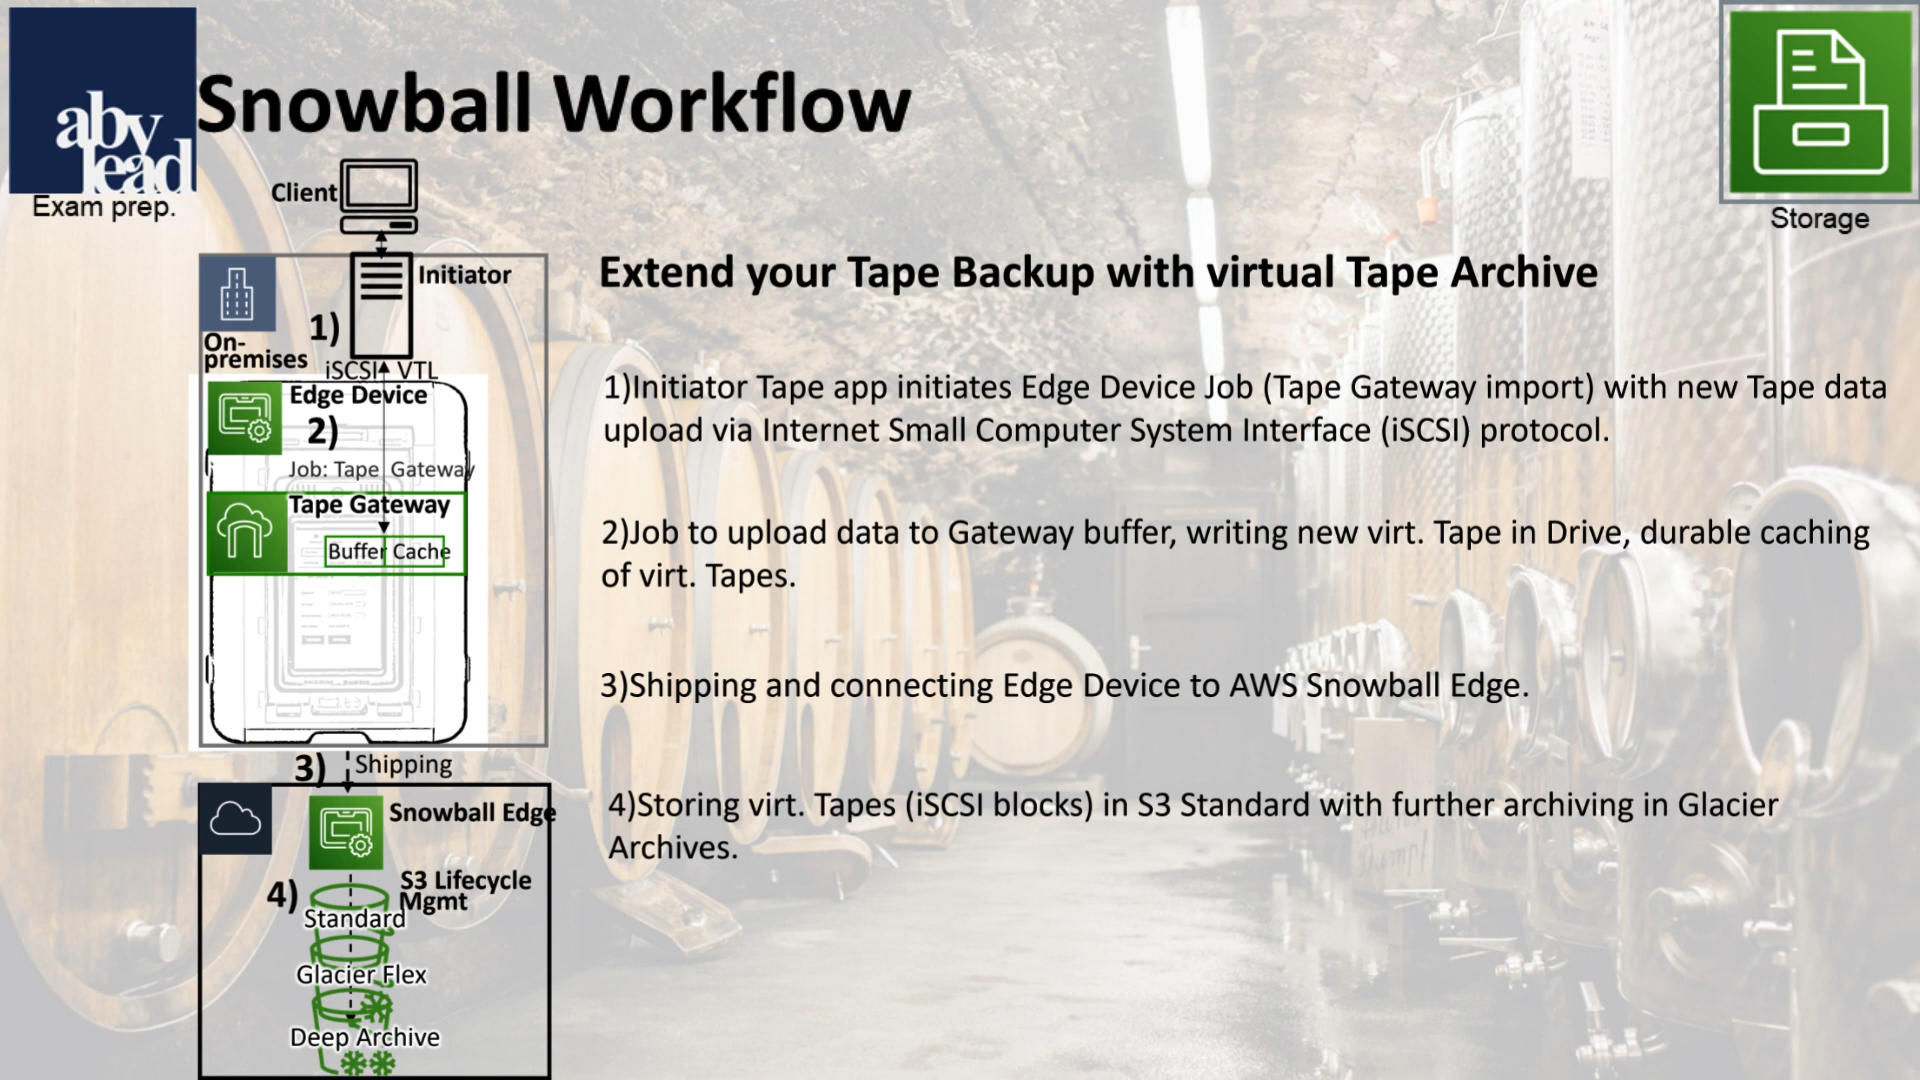 aby
lead
Exam prep.
Snowball Workflow
Storage
Client
Initiator
On-
premises
1)
iSCSI VTL
Edge Device
2)
Job: Tape Gateway
Tape Gateway
Buffer Cache
3)
Shipping
Snowball Edge
4)
S3 Lifecycle
Mgmt
Standard
Glacier Flex
Deep Archive
Extend your Tape Backup with virtual Tape Archive
1)Initiator Tape app initiates Edge Device Job (Tape Gateway import) with new Tape data
upload via Internet Small Computer System Interface (iSCSI) protocol.
2)Job to upload data to Gateway buffer, writing new virt. Tape in Drive, durable caching
of virt. Tapes.
3)Shipping and connecting Edge Device to AWS Snowball Edge.
4)Storing virt. Tapes (iSCSI blocks) in S3 Standard with further archiving in Glacier
Archives.